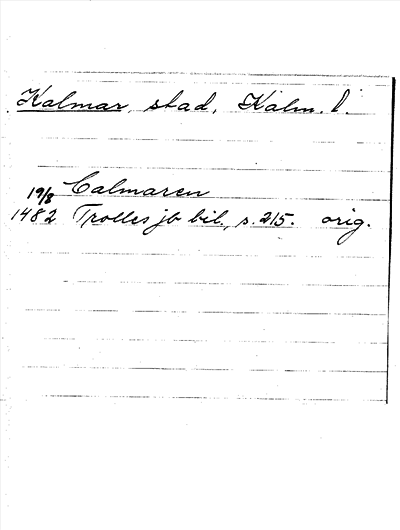 Kalmar, stad, Kalm. l.
19/8 Calmaren
1482 Trolles jb bil., s. 215. orig.